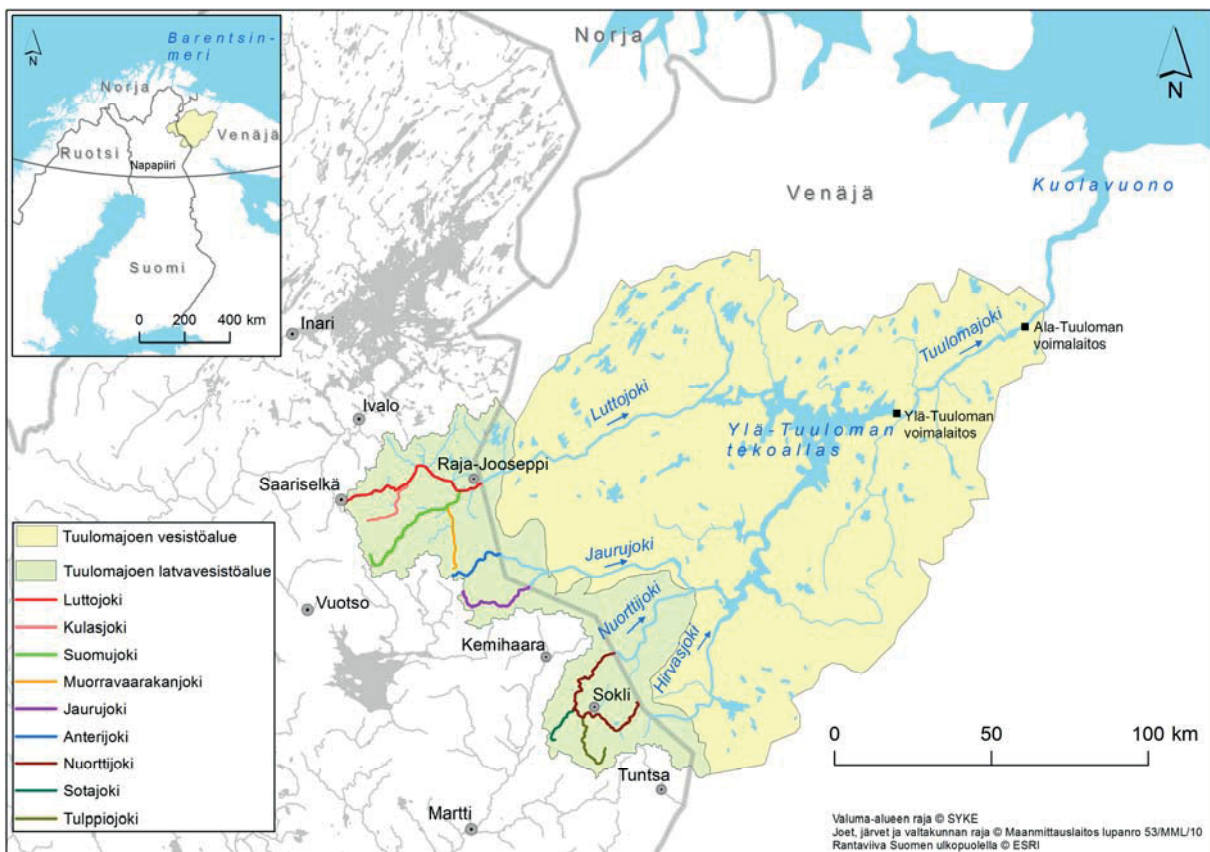 Barentsin-
meri
N
Norja
Ruotsi
Venäjä
Napapiiri
Suomi
0 200 400 km
Norja
N
Venäjä
Kuolavuono
Inari
Ivalo
Tuulomajoki
Ala-Tuuloman
voimalaitos
Luttojoki
Ylä-Tuuloman
tekoallas
Ylä-Tuuloman
voimalaitos
Raja-Jooseppi
Saariselkä
Jaurujoki
Vuotso
Nuorttijoki
Kemihaara
Hirvasjoki
Sokli
Tuntsa
Martti
0 50 100 km
Tuulomajoen vesistöalue
Tuulomajoen latvavesistöalue
Luttojoki
Kulasjoki
Suomujoki
Muorravaarakanjoki
Jaurujoki
Anterijoki
Nuorttijoki
Sotajoki
Tulppiojoki
Valuma-alueen raja © SYKE
Joet, järvet ja valtakunnan raja © Maanmittauslaitos lupanro 53/MML/10
Rantaviiva Suomen ulkopuolella © ESRI